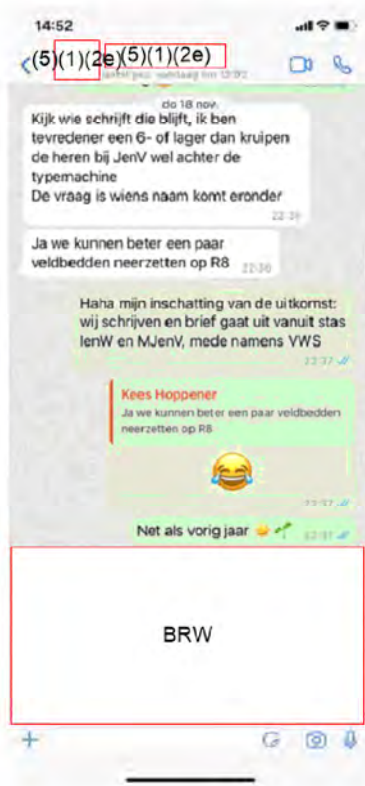 14:52
(5)(1)(2e)(5)(1)(2e)
do 18 nov.
Kijk wie schrijft die blijft, ik ben
tevredener een 6- of lager dan kruipen
de heren bij JenV wel achter de
typemachine
De vraag is wiens naam komt eronder
Ja we kunnen beter een paar
veldbedden neerzetten op R8
Haha mijn inschatting van de uitkomst:
wij schrijven en brief gaat uit vanuit stas
IenW en MJenV, mede namens VWS
22:37
Kees Hoppener
Ja we kunnen beter een paar veldbedden
neerzetten op R8
22:37
Net als vorig jaar
22:37
BRW